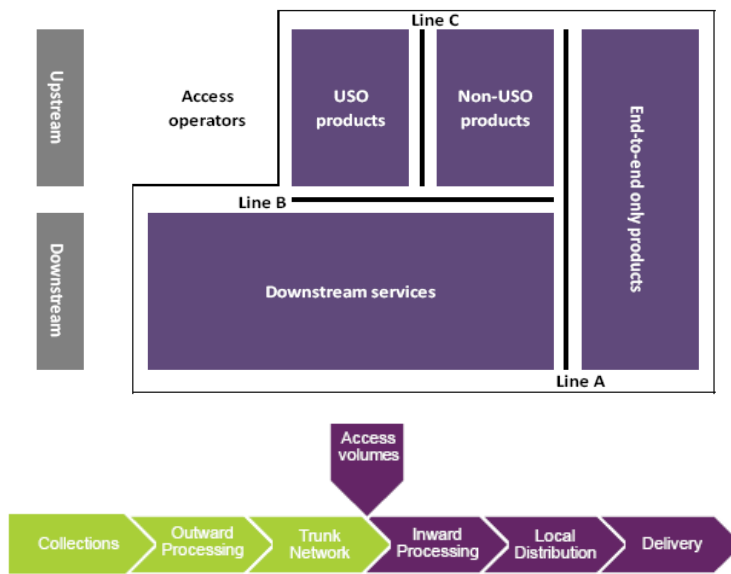 Line C
Upstream
Access
operators
USO
products
Non-USO
products
End-to-end only products
Line B
Downstream
Downstream services
Line A
Access
volumes
Collections
Outward
Processing
Trunk
Network
Inward
Processing
Local
Distribution
Delivery